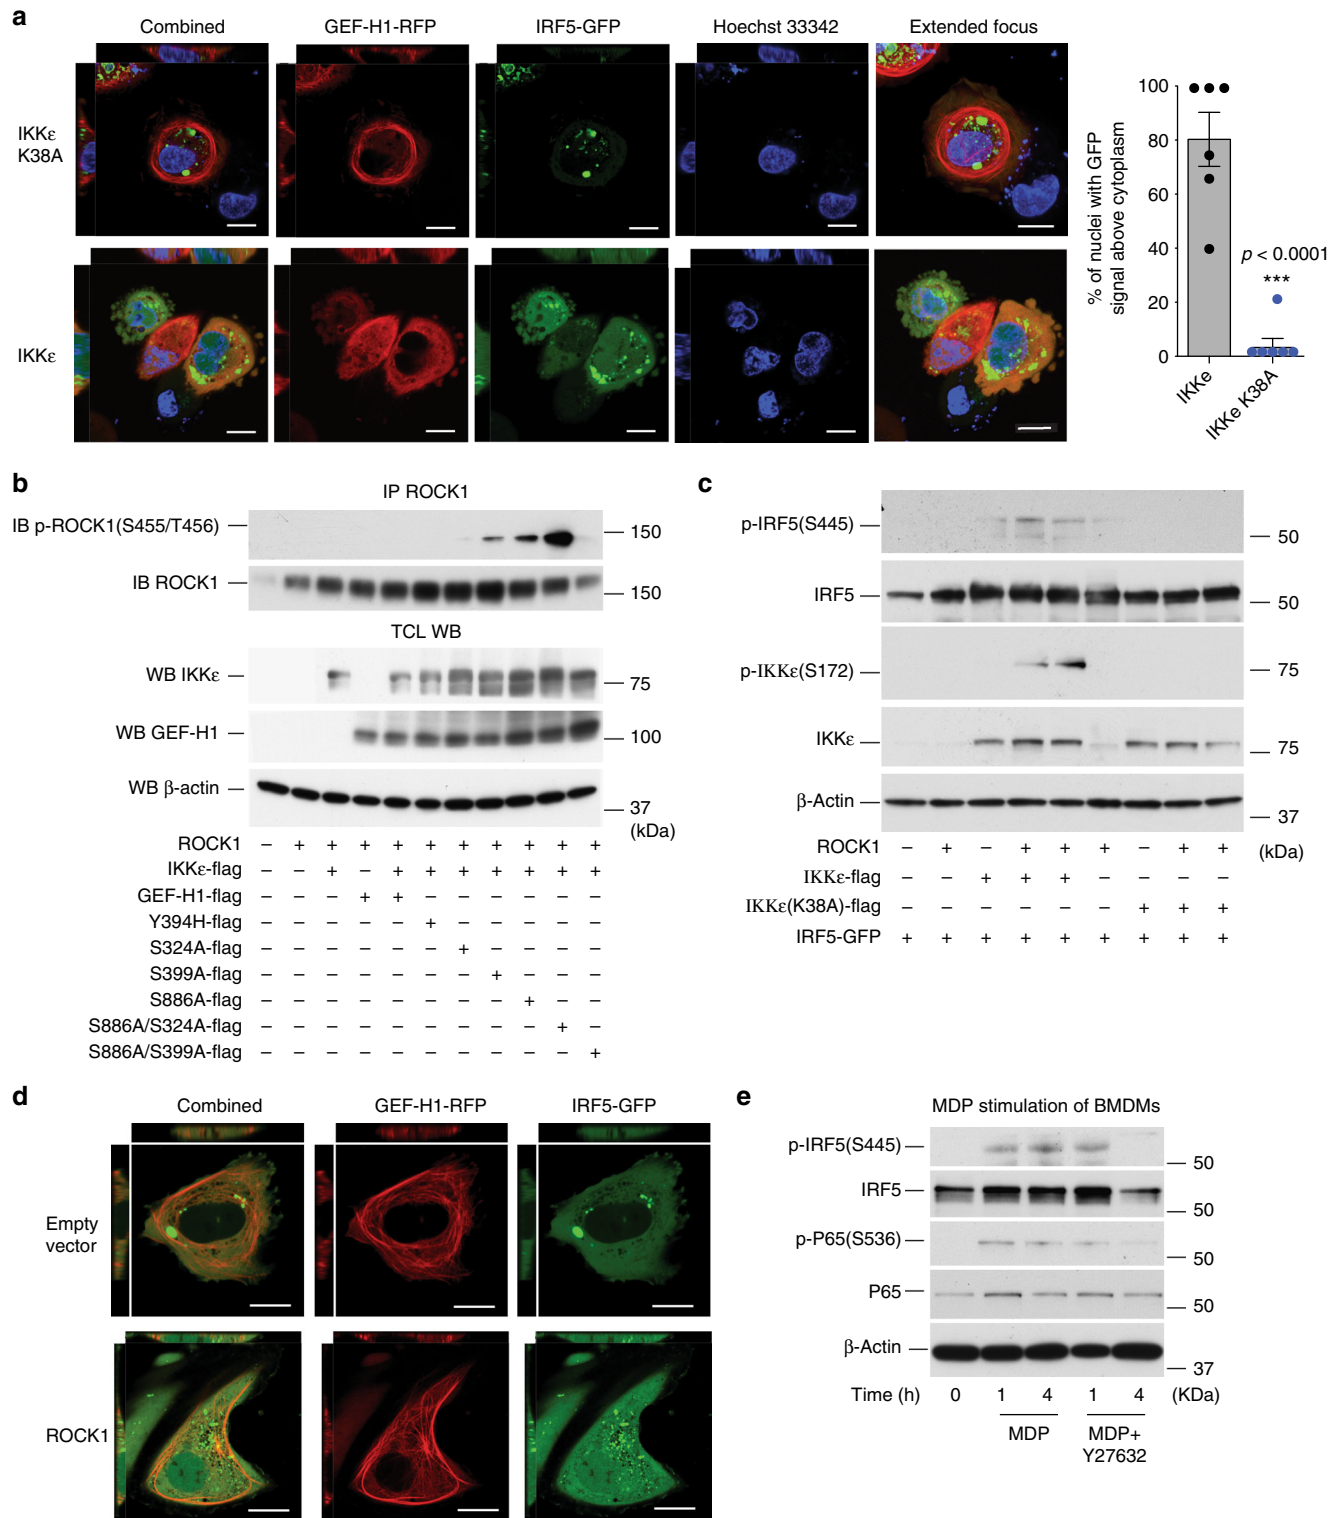 a
Combined GEF-H1-RFP IRF5-GFP Hoechst 33342 Extended focus
IKKε
K38A
IKKε
% of nuclei with GFP
signal above cytoplasm
100
80
60
40
20
0
p < 0.0001
***
IKKe
IKKe K38A
b
IP ROCK1
IB p-ROCK1(S455/T456) 150
IB ROCK1 150
TCL WB
WB IKKε 75
WB GEF-H1 100
WB β-actin
37
(kDa)
ROCK1 – + + + + + + + + + +
IKKε-flag – – + – + + + + + + +
GEF-H1-flag – – – + + – – – – – –
Y394H-flag – – – – – + – – – – –
S324A-flag – – – – – – + – – – –
S399A-flag – – – – – – – + – – –
S886A-flag – – – – – – – – + – –
S886A/S324A-flag – – – – – – – – – + –
S886A/S399A-flag – – – – – – – – – – +
c
p-IRF5(S445) 50
IRF5 50
p-IKKε(S172) 75
IKKε 75
β-Actin 37
ROCK1 – + – + + + – + + (kDa)
IKKε-flag – – + + + – – – –
IKKε(K38A)-flag – – – – – – + + +
IRF5-GFP + + + + + + + + +
d
Combined GEF-H1-RFP IRF5-GFP
Empty
vector
ROCK1
e
MDP stimulation of BMDMs
p-IRF5(S445) 50
IRF5 50
p-P65(S536) 50
P65 50
β-Actin 37
Time (h) 0 1 4 1 4 (KDa)
MDP MDP+
Y27632